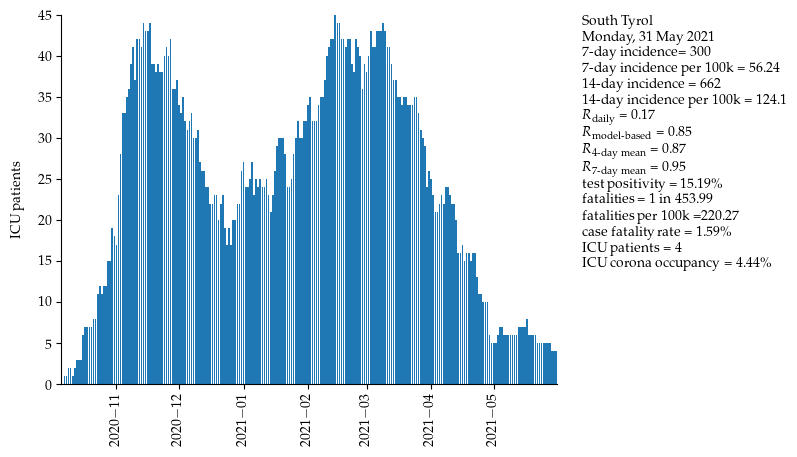 South Tyrol
Monday, 31 May 2021
7-day incidence= 300
7-day incidence per 100k = 56.24
14-day incidence = 662
14-day incidence per 100k = 124.1
R_daily = 0.17
R_model-based = 0.85
R_4-day mean = 0.87
R_7-day mean = 0.95
test positivity = 15.19%
fatalities = 1 in 453.99
fatalities per 100k =220.27
case fatality rate = 1.59%
ICU patients = 4
ICU corona occupancy = 4.44%
ICU patients
45
40
35
30
25
20
15
10
5
0
2020−11
2020−12
2021−01
2021−02
2021−03
2021−04
2021−05